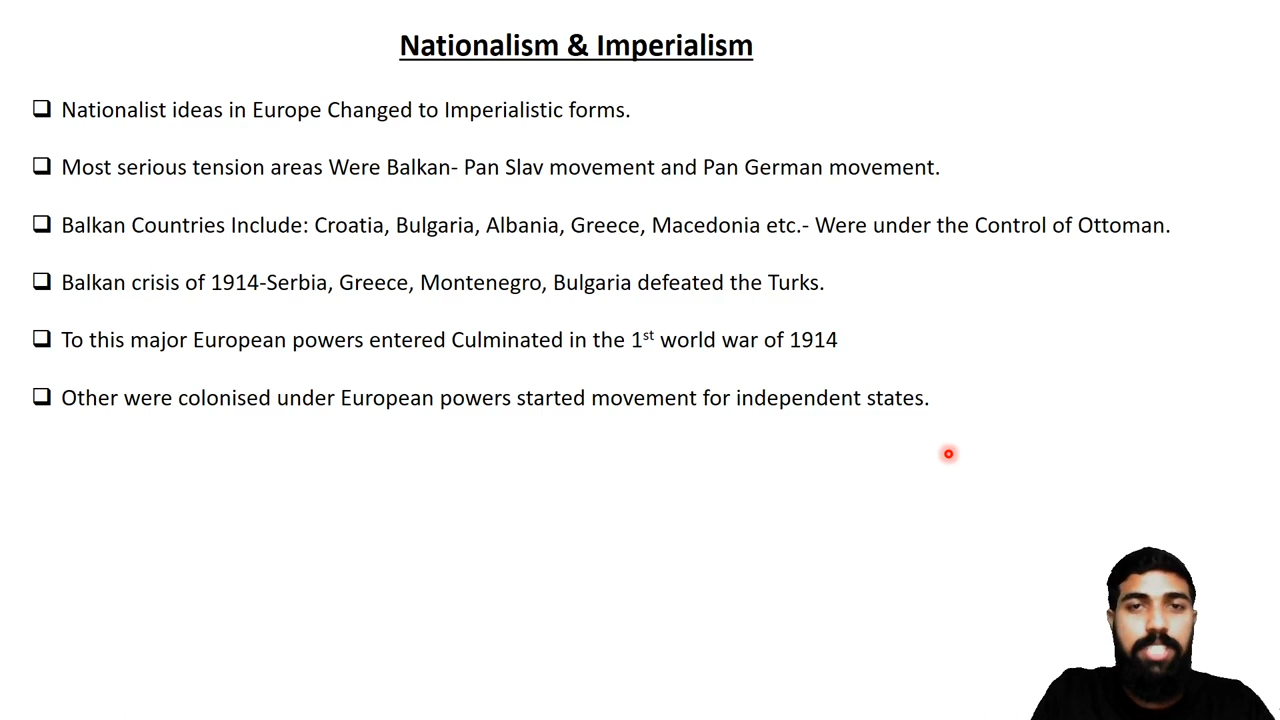 Nationalism & Imperialism
Nationalist ideas in Europe Changed to Imperialistic forms.
Most serious tension areas Were Balkan- Pan Slav movement and Pan German movement.
Balkan Countries Include: Croatia, Bulgaria, Albania, Greece, Macedonia etc.- Were under the Control of Ottoman.
Balkan crisis of 1914-Serbia, Greece, Montenegro, Bulgaria defeated the Turks.
To this major European powers entered Culminated in the 1st world war of 1914
Other were colonised under European powers started movement for independent states.